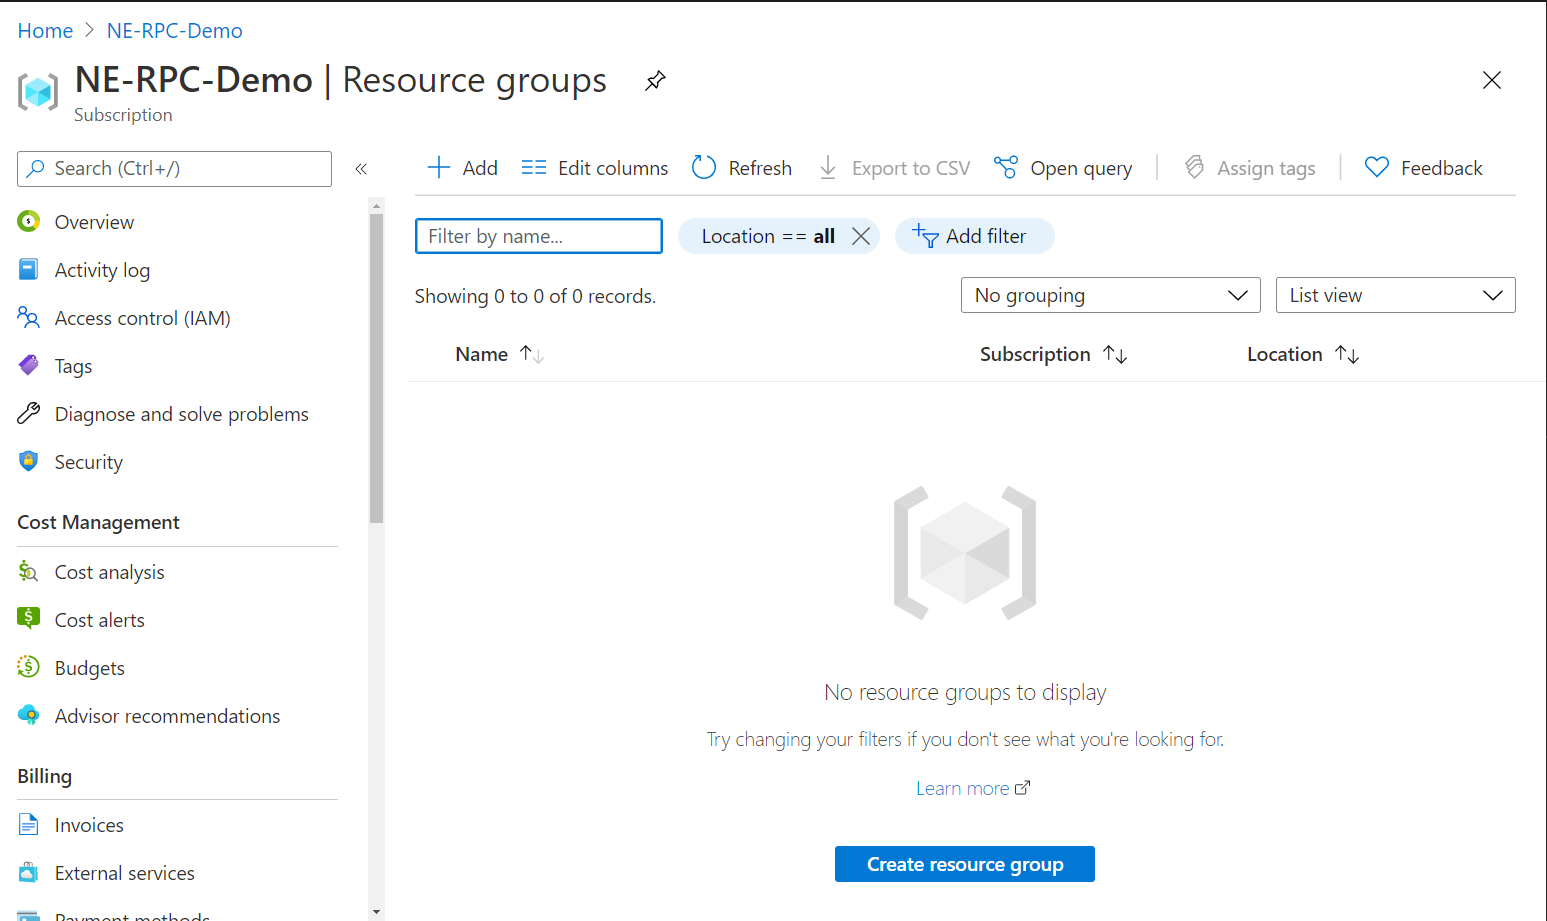 Home > NE-RPC-Demo
NE-RPC-Demo | Resource groups
Subscription
Search (Ctrl+/)
«
Add
Edit columns
Refresh
Export to CSV
Open query
Assign tags
Feedback
Overview
Activity log
Access control (IAM)
Tags
Diagnose and solve problems
Security
Cost Management
Cost analysis
Cost alerts
Budgets
Advisor recommendations
Billing
Invoices
External services
Payment methods
Filter by name...
Location == all
Add filter
Showing 0 to 0 of 0 records.
No grouping
List view
Name
Subscription
Location
No resource groups to display
Try changing your filters if you don't see what you're looking for.
Learn more
Create resource group